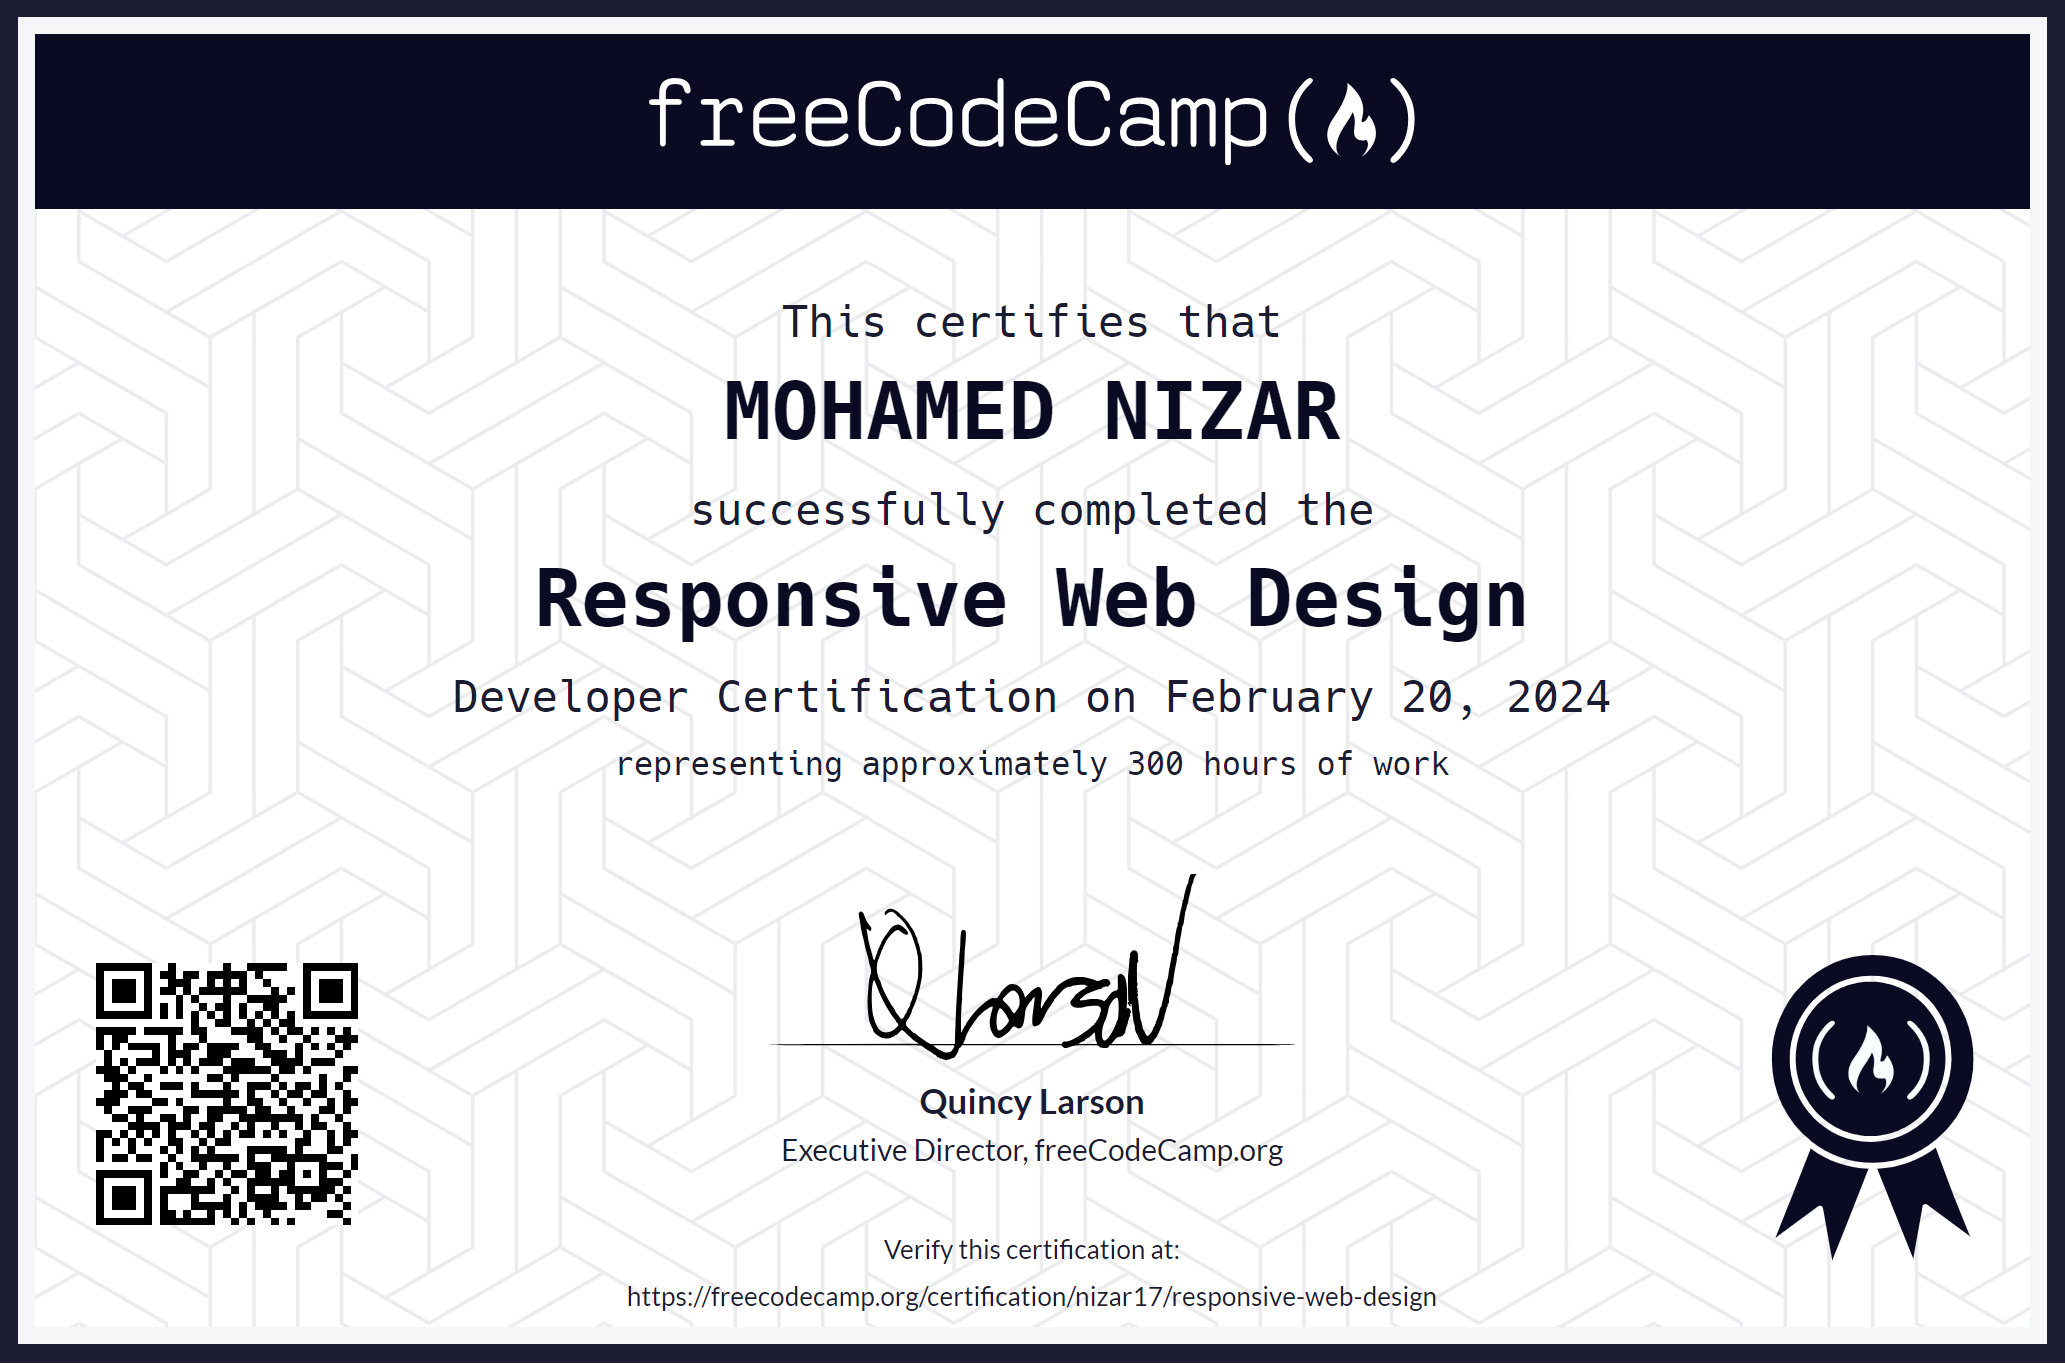 freeCodeCamp
This certifies that
MOHAMED NIZAR
successfully completed the
Responsive Web Design
Developer Certification on February 20, 2024
representing approximately 300 hours of work
Quincy Larson
Executive Director, freeCodeCamp.org
Verify this certification at:
https://freecodecamp.org/certification/nizar17/responsive-web-design